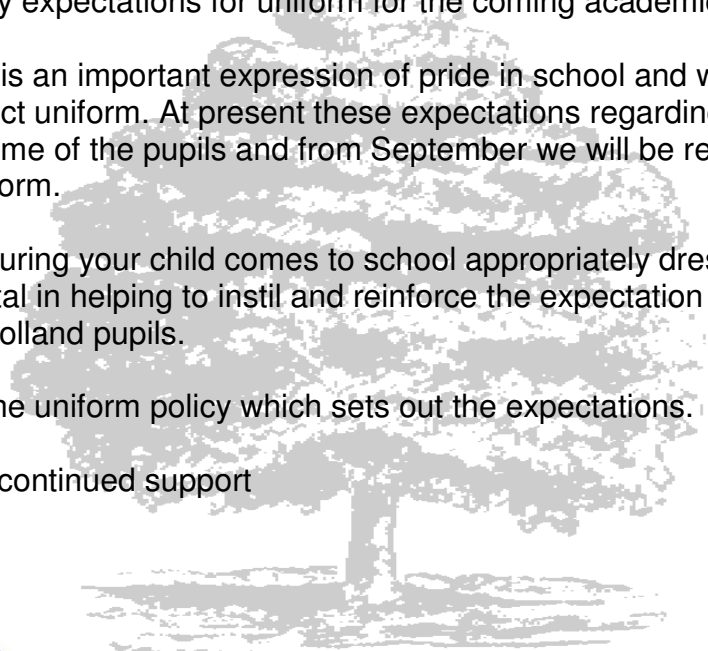 y expectations for uniform for the coming academic
is an important expression of pride in school and w
ct uniform. At present these expectations regarding
me of the pupils and from September we will be re
orm.
uring your child comes to school appropriately dres
tal in helping to instil and reinforce the expectation
olland pupils.
ne uniform policy which sets out the expectations.
continued support